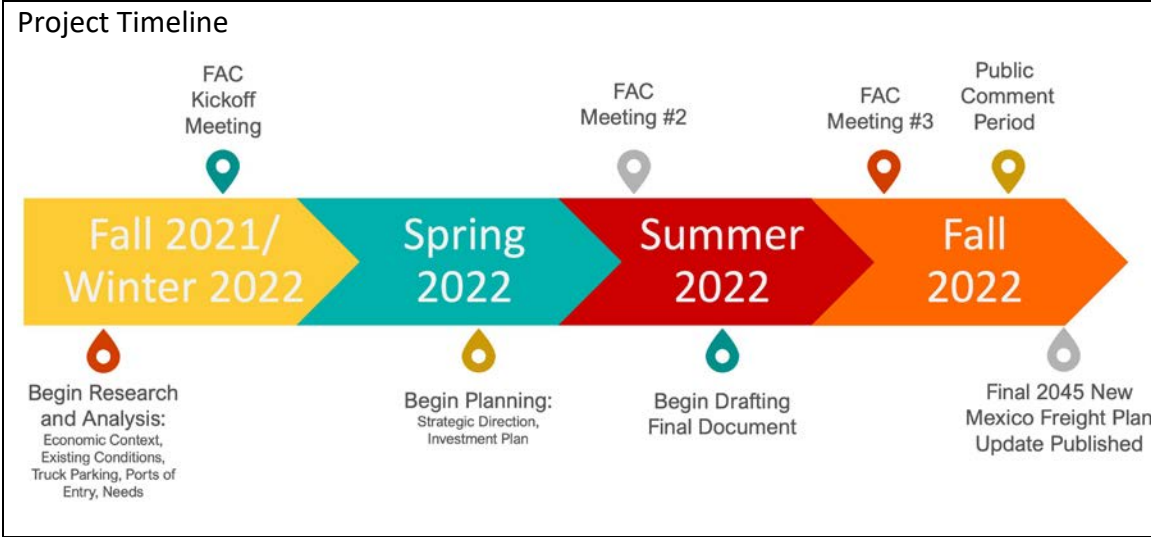 Project Timeline
FAC
Kickoff
Meeting
FAC
Meeting #2
FAC
Meeting #3
Public
Comment
Period
Fall 2021/
Winter 2022
Spring
2022
Summer
2022
Fall
2022
Begin Research
and Analysis:
Economic Context,
Existing Conditions,
Truck Parking, Ports of
Entry, Needs
Begin Planning:
Strategic Direction,
Investment Plan
Begin Drafting
Final Document
Final 2045 New
Mexico Freight Plan
Update Published